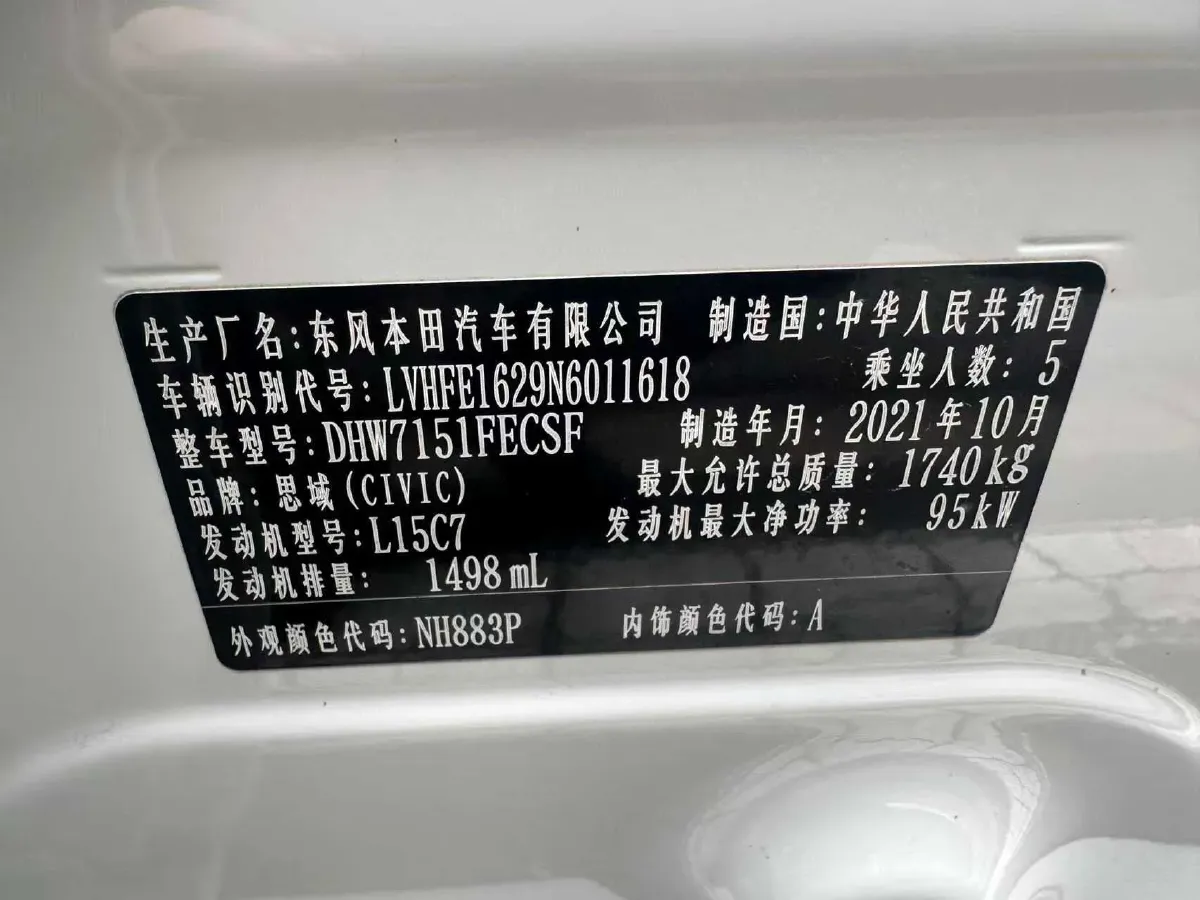 生产厂名:东风本田汽车有限公司 制造国:中华人民共和国
车辆识别代号:LVHFE1629N6011618 乘坐人数:5
整车型号:DHW7151FECSF 制造年月:2021年10月
品牌:思域(CIVIC) 最大允许总质量:1740kg
发动机型号:L15C7 发动机最大净功率:95kW
发动机排量: 1498mL
外观颜色代码:NH883P 内饰颜色代码:A